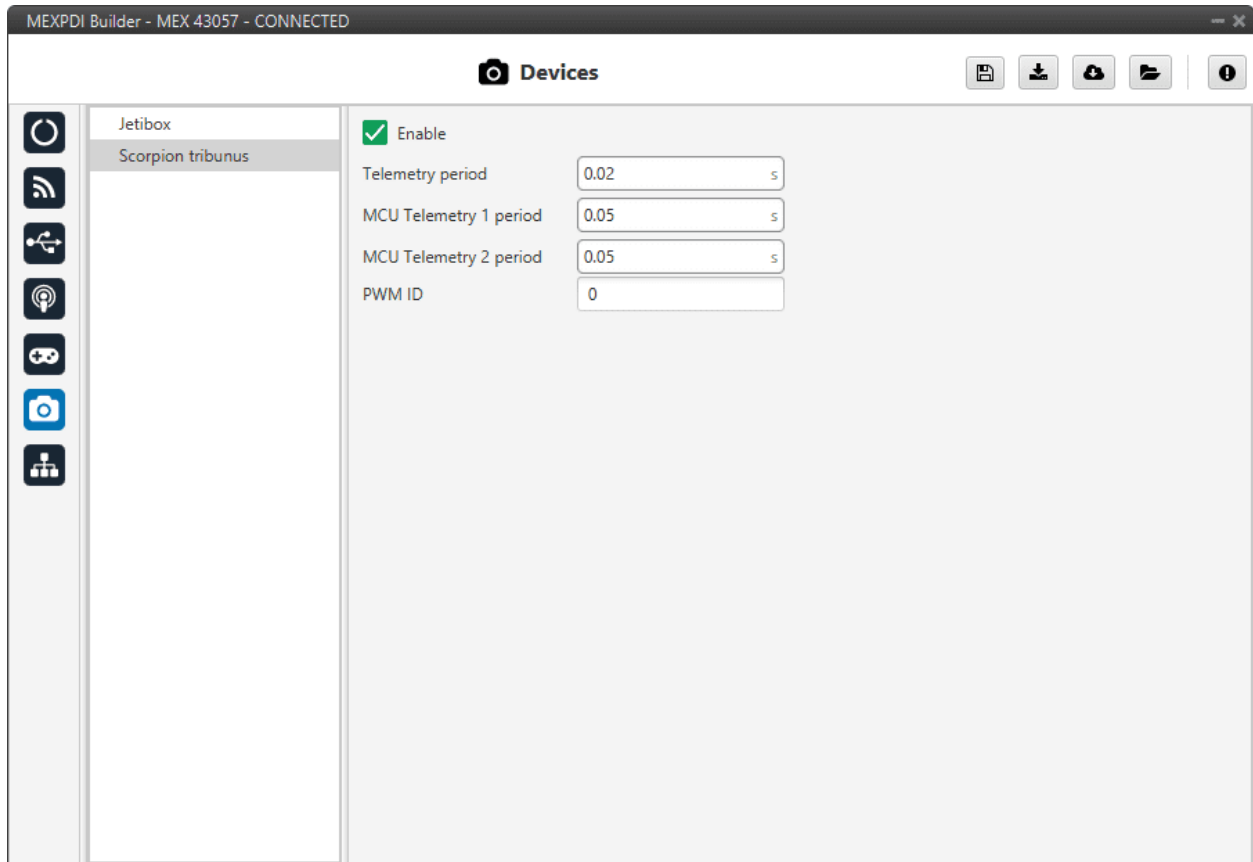 MEXPDI Builder - MEX 43057 - CONNECTED
Devices
Jetibox
Scorpion tribunus
Enable
Telemetry period 0.02 s
MCU Telemetry 1 period 0.05 s
MCU Telemetry 2 period 0.05 s
PWM ID 0